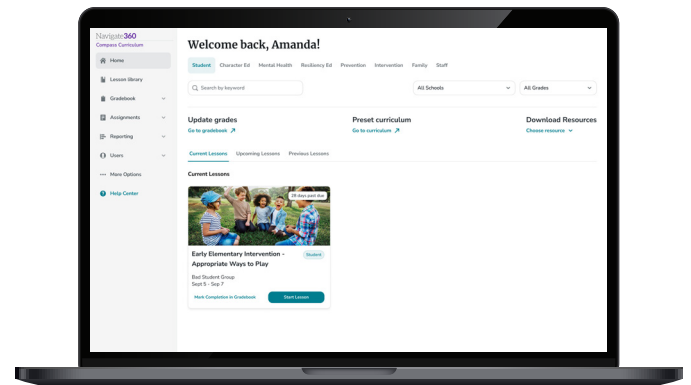 Navigate360
Compass Curriculum
Home
Lesson library
Gradebook
Assignments
Reporting
Users
More Options
Help Center
Welcome back, Amanda!
Student Character Ed Mental Health Resiliency Ed Prevention Intervention Family Staff
Search by keyword
All Schools
All Grades
Update grades
Go to gradebook
Preset curriculum
Go to curriculum
Download Resources
Choose resource
Current Lessons Upcoming Lessons Previous Lessons
Current Lessons
28 days past due
Early Elementary Intervention -
Appropriate Ways to Play
Student
Bad Student Group
Sept 5 - Sep 7
Mark Completion in Gradebook
Start Lesson